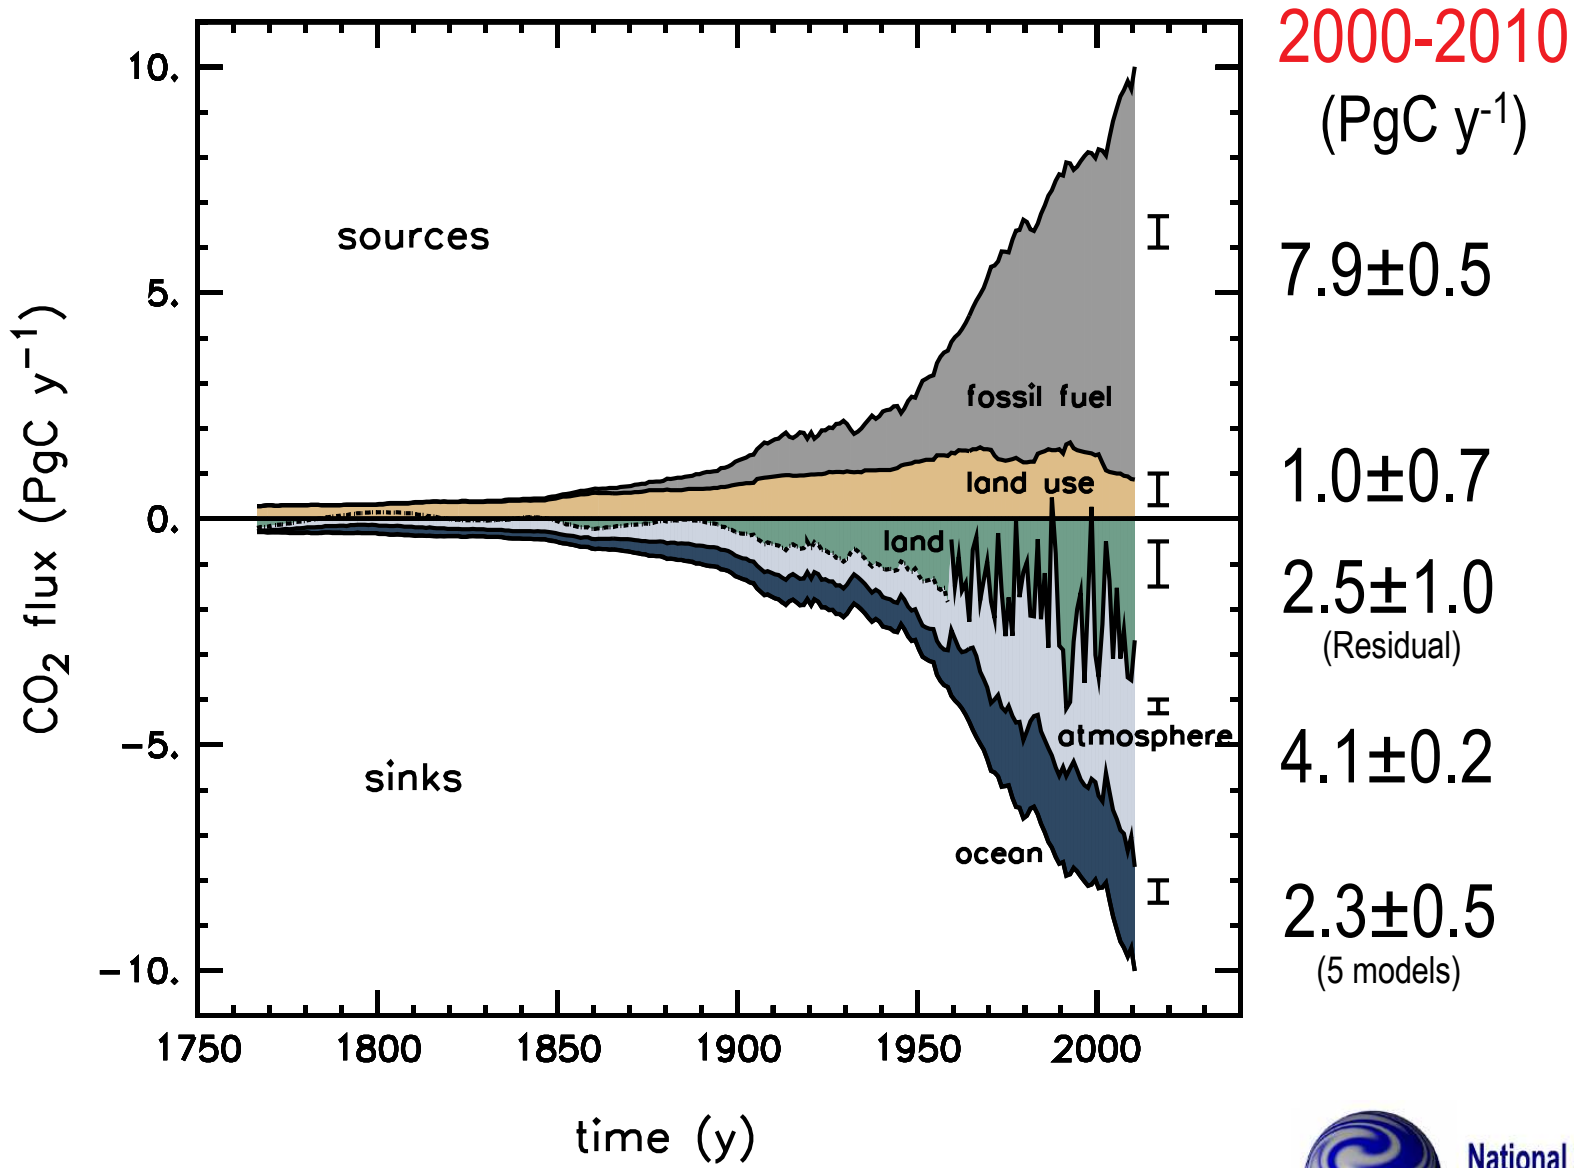 2000-2010
(PgC y-1)
10.
5.
0.
−5.
−10.
CO2 flux (PgC y−1)
sources
fossil fuel
land use
land
atmosphere
ocean
sinks
7.9±0.5
1.0±0.7
2.5±1.0
(Residual)
4.1±0.2
2.3±0.5
(5 models)
1750 1800 1850 1900 1950 2000
time (y)
National